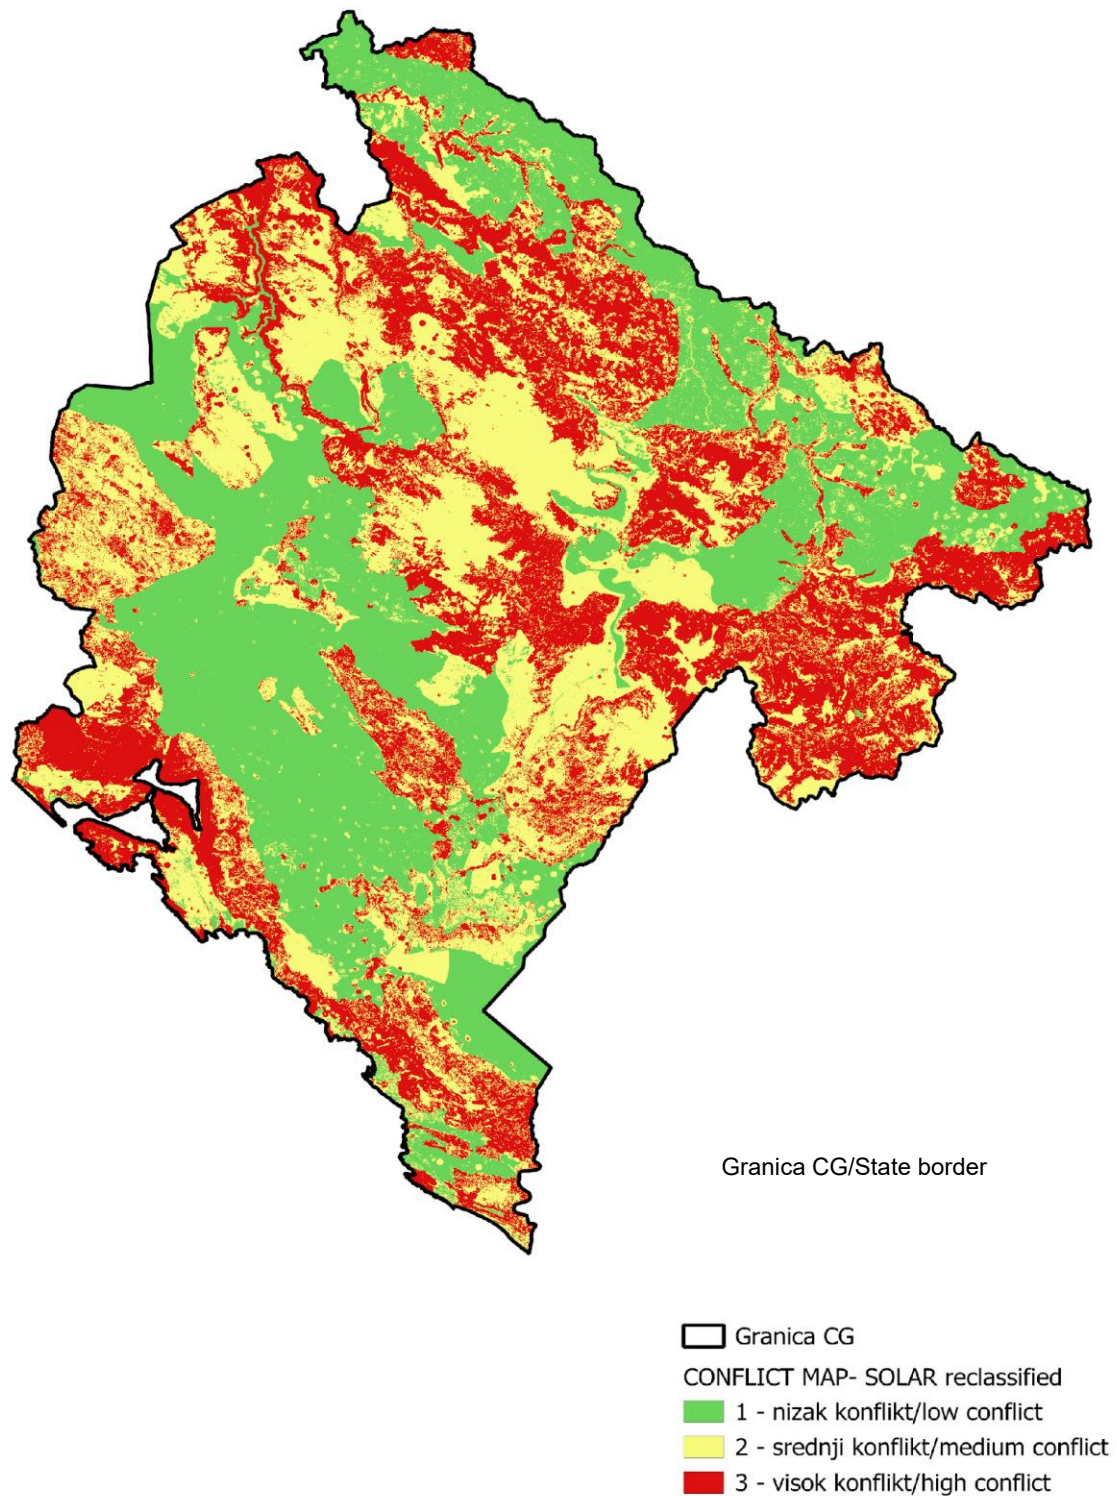 Granica CG/State border
Granica CG
CONFLICT MAP- SOLAR reclassified
1 - nizak konflikt/low conflict
2 - srednji konflikt/medium conflict
3 - visok konflikt/high conflict